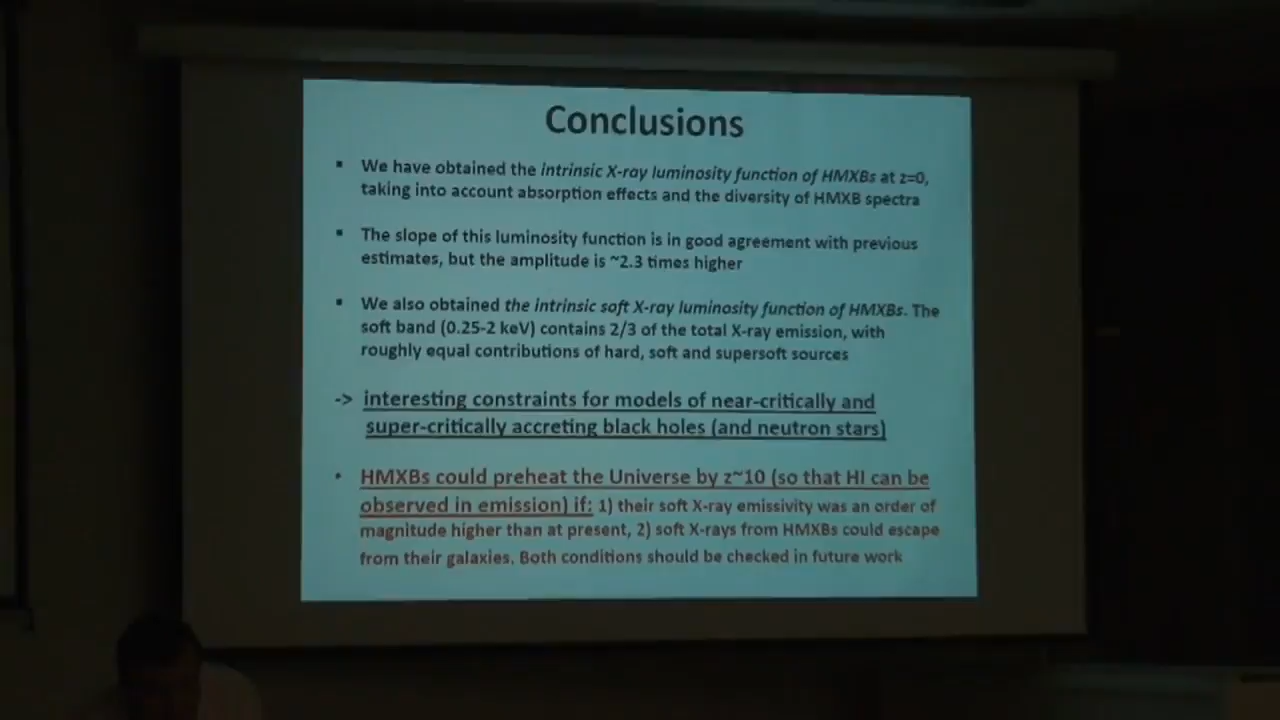 Conclusions
▪ We have obtained the intrinsic X-ray luminosity function of HMXBs at z=0,
taking into account absorption effects and the diversity of HMXB spectra
▪ The slope of this luminosity function is in good agreement with previous
estimates, but the amplitude is ~2.3 times higher
▪ We also obtained the intrinsic soft X-ray luminosity function of HMXBs. The
soft band (0.25-2 keV) contains 2/3 of the total X-ray emission, with
roughly equal contributions of hard, soft and supersoft sources
-> interesting constraints for models of near-critically and
super-critically accreting black holes (and neutron stars)
• HMXBs could preheat the Universe by z~10 (so that HI can be
observed in emission) if: 1) their soft X-ray emissivity was an order of
magnitude higher than at present, 2) soft X-rays from HMXBs could escape
from their galaxies. Both conditions should be checked in future work